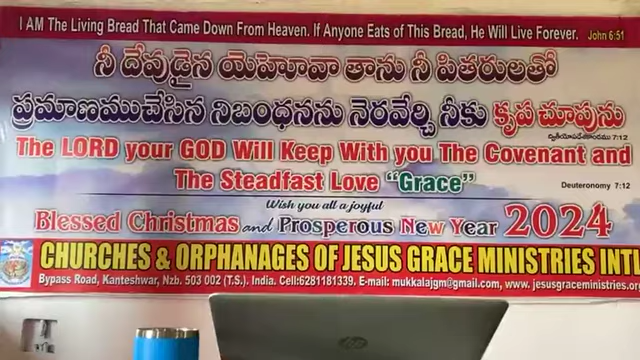 I AM The Living Bread That Came Down From Heaven. If Anyone Eats of This Bread, He Will Live Forever. John 6:51
నీ దేవుడైన యెహోవా తాను నీ పితరులతో
ప్రమాణముచేసిన నిబంధనను నెరవేర్చి నీకు కృప చూపును
ద్వితీయోపదేశకాండము 7:12
The LORD your GOD Will Keep With you The Covenant and
The Steadfast Love "Grace" Deuteronomy 7:12
Wish you all a joyful
Blessed Christmas and Prosperous New Year 2024
CHURCHES & ORPHANAGES OF JESUS GRACE MINISTRIES INTL
Bypass Road, Kanteshwar, Nzb. 503 002 (T.S.). India. Cell:6281181339. E-mail: mukkalajgm@gmail.com, www.jesusgraceministries.org
hp